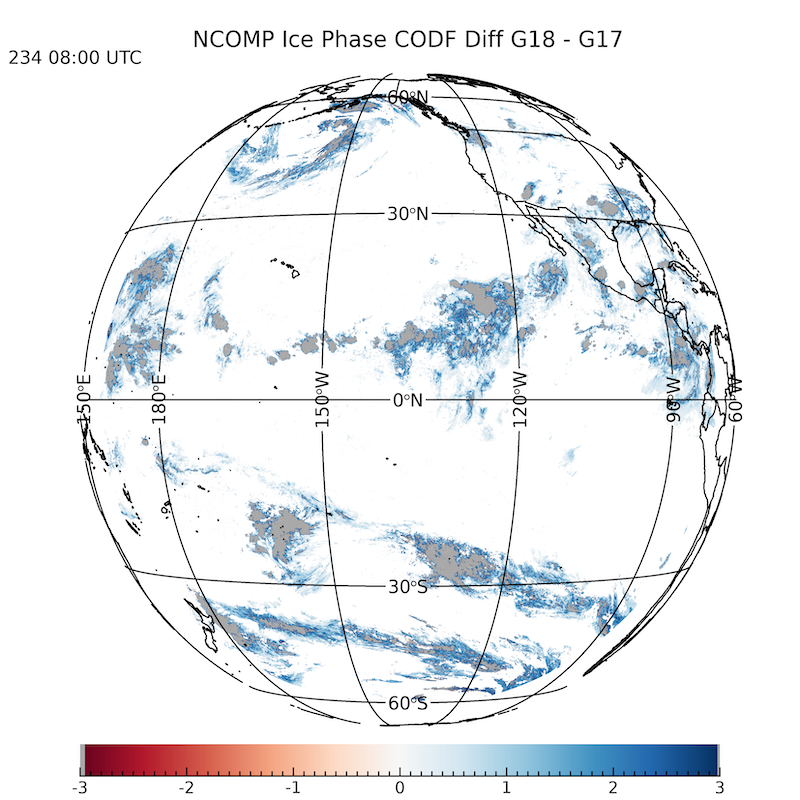 NCOMP Ice Phase CODF Diff G18 - G17
234 08:00 UTC
60°N
30°N
150°E
180°E
150°W
0°N
120°W
90°W
60°W
30°S
60°S
-3 -2 -1 0 1 2 3